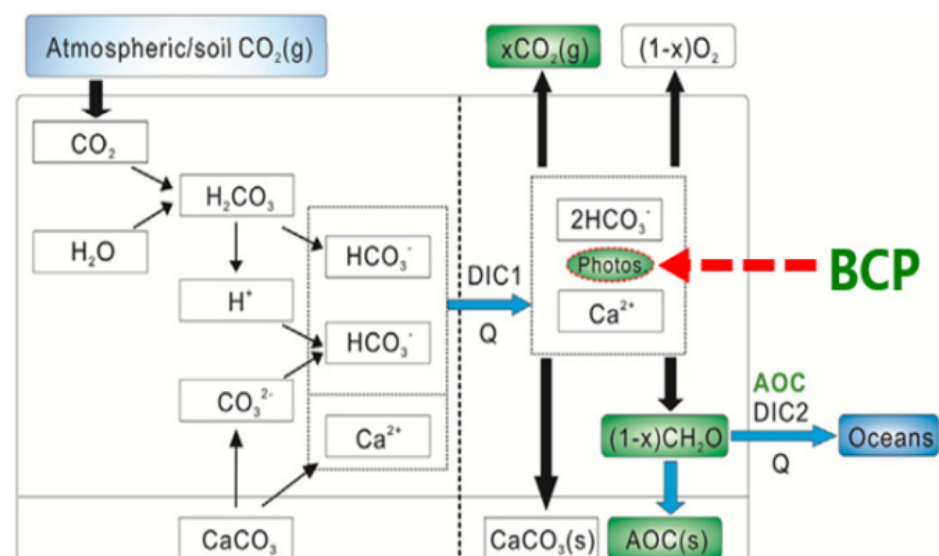 Atmospheric/soil CO₂(g)
xCO₂(g)
(1-x)O₂
CO₂
H₂CO₃
H₂O
HCO₃⁻
2HCO₃⁻
Photos.
BCP
DIC1
Q
H⁺
HCO₃⁻
Ca²⁺
CO₃²⁻
Ca²⁺
AOC
DIC2
Q
(1-x)CH₂O
Oceans
CaCO₃
CaCO₃(s)
AOC(s)